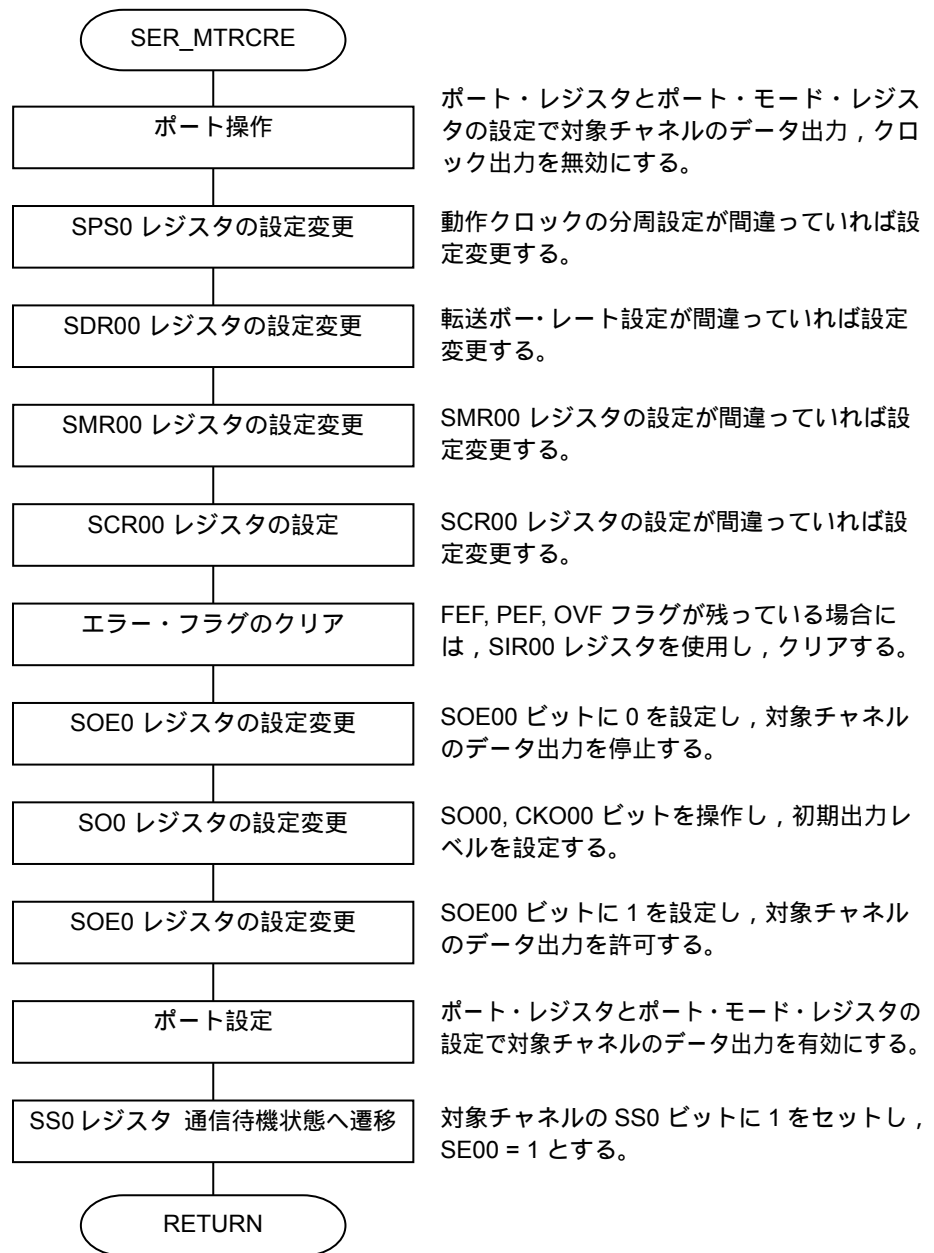 SER_MTRCRE
ポート操作
ポート・レジスタとポート・モード・レジス
タの設定で対象チャネルのデータ出力，クロ
ック出力を無効にする。
SPS0 レジスタの設定変更
動作クロックの分周設定が間違っていれば設
定変更する。
SDR00 レジスタの設定変更
転送ボー・レート設定が間違っていれば設定
変更する。
SMR00 レジスタの設定変更
SMR00 レジスタの設定が間違っていれば設
定変更する。
SCR00 レジスタの設定
SCR00 レジスタの設定が間違っていれば設
定変更する。
エラー・フラグのクリア
FEF, PEF, OVF フラグが残っている場合に
は，SIR00 レジスタを使用し，クリアする。
SOE0 レジスタの設定変更
SOE00 ビットに 0 を設定し，対象チャネル
のデータ出力を停止する。
SO0 レジスタの設定変更
SO00, CKO00 ビットを操作し，初期出力レ
ベルを設定する。
SOE0 レジスタの設定変更
SOE00 ビットに 1 を設定し，対象チャネル
のデータ出力を許可する。
ポート設定
ポート・レジスタとポート・モード・レジスタの
設定で対象チャネルのデータ出力を有効にする。
SS0 レジスタ 通信待機状態へ遷移
対象チャネルの SS0 ビットに 1 をセットし，
SE00 = 1 とする。
RETURN